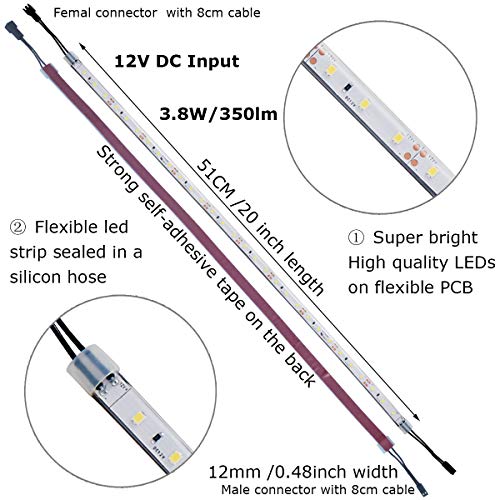 Femal connector with 8cm cable
12V DC Input
3.8W/350lm
51CM /20 inch length
Strong self-adhesive tape on the back
② Flexible led
strip sealed in a
silicon hose
① Super bright
High quality LEDs
on flexible PCB
12mm /0.48inch width
Male connector with 8cm cable